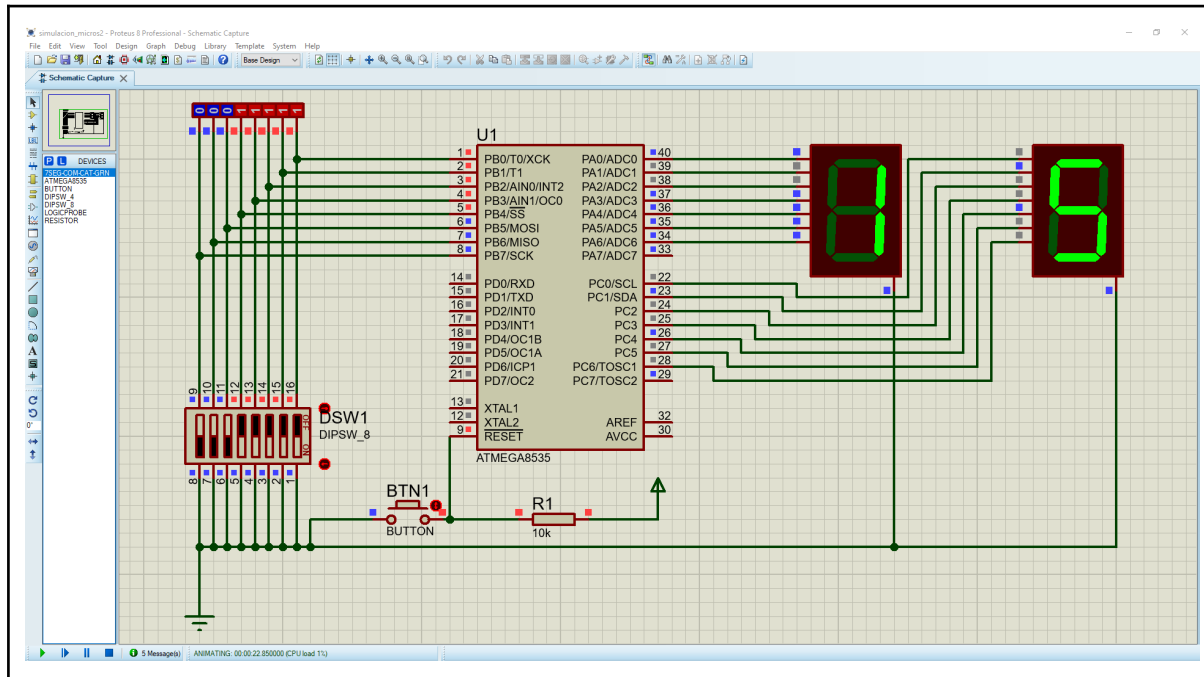 simulacion_micros2 - Proteus 8 Professional - Schematic Capture
File Edit View Tool Design Graph Debug Library Template System Help
Base Design
Schematic Capture
P L DEVICES
7SEG-COM-CAT-GRN
ATMEGA8535
BUTTON
DIPSW_4
DIPSW_8
LOGICPROBE
RESISTOR
0 0 0 1 1 1 1 1
U1
1 PB0/T0/XCK PA0/ADC0 40
2 PB1/T1 PA1/ADC1 39
3 PB2/AIN0/INT2 PA2/ADC2 38
4 PB3/AIN1/OC0 PA3/ADC3 37
5 PB4/SS PA4/ADC4 36
6 PB5/MOSI PA5/ADC5 35
7 PB6/MISO PA6/ADC6 34
8 PB7/SCK PA7/ADC7 33
14 PD0/RXD PC0/SCL 22
15 PD1/TXD PC1/SDA 23
16 PD2/INT0 PC2 24
17 PD3/INT1 PC3 25
18 PD4/OC1B PC4 26
19 PD5/OC1A PC5 27
20 PD6/ICP1 PC6/TOSC1 28
21 PD7/OC2 PC7/TOSC2 29
13 XTAL1
12 XTAL2 AREF 32
9 RESET AVCC 30
ATMEGA8535
1 5
9 10 11 12 13 14 15 16
OFF
ON
DSW1
DIPSW_8
8 7 6 5 4 3 2 1
BTN1
BUTTON
R1
10k
0°
5 Message(s) ANIMATING: 00:00:22.850000 (CPU load 1%)